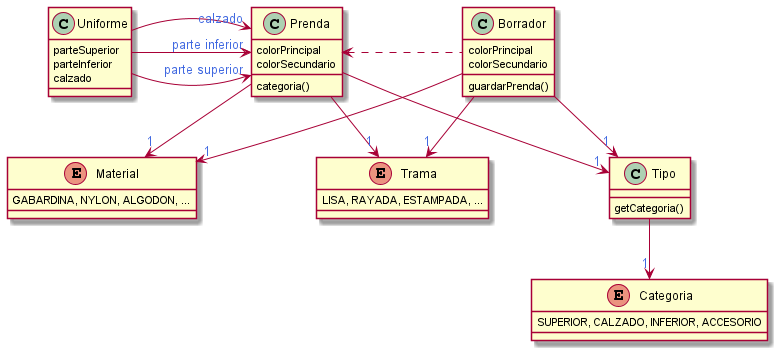 C Uniforme
parteSuperior
parteInferior
calzado
calzado
parte inferior
parte superior
C Prenda
colorPrincipal
colorSecundario
categoria()
C Borrador
colorPrincipal
colorSecundario
guardarPrenda()
1
1
1
1
1
1
E Material
GABARDINA, NYLON, ALGODON, ...
E Trama
LISA, RAYADA, ESTAMPADA, ...
C Tipo
getCategoria()
1
E Categoria
SUPERIOR, CALZADO, INFERIOR, ACCESORIO